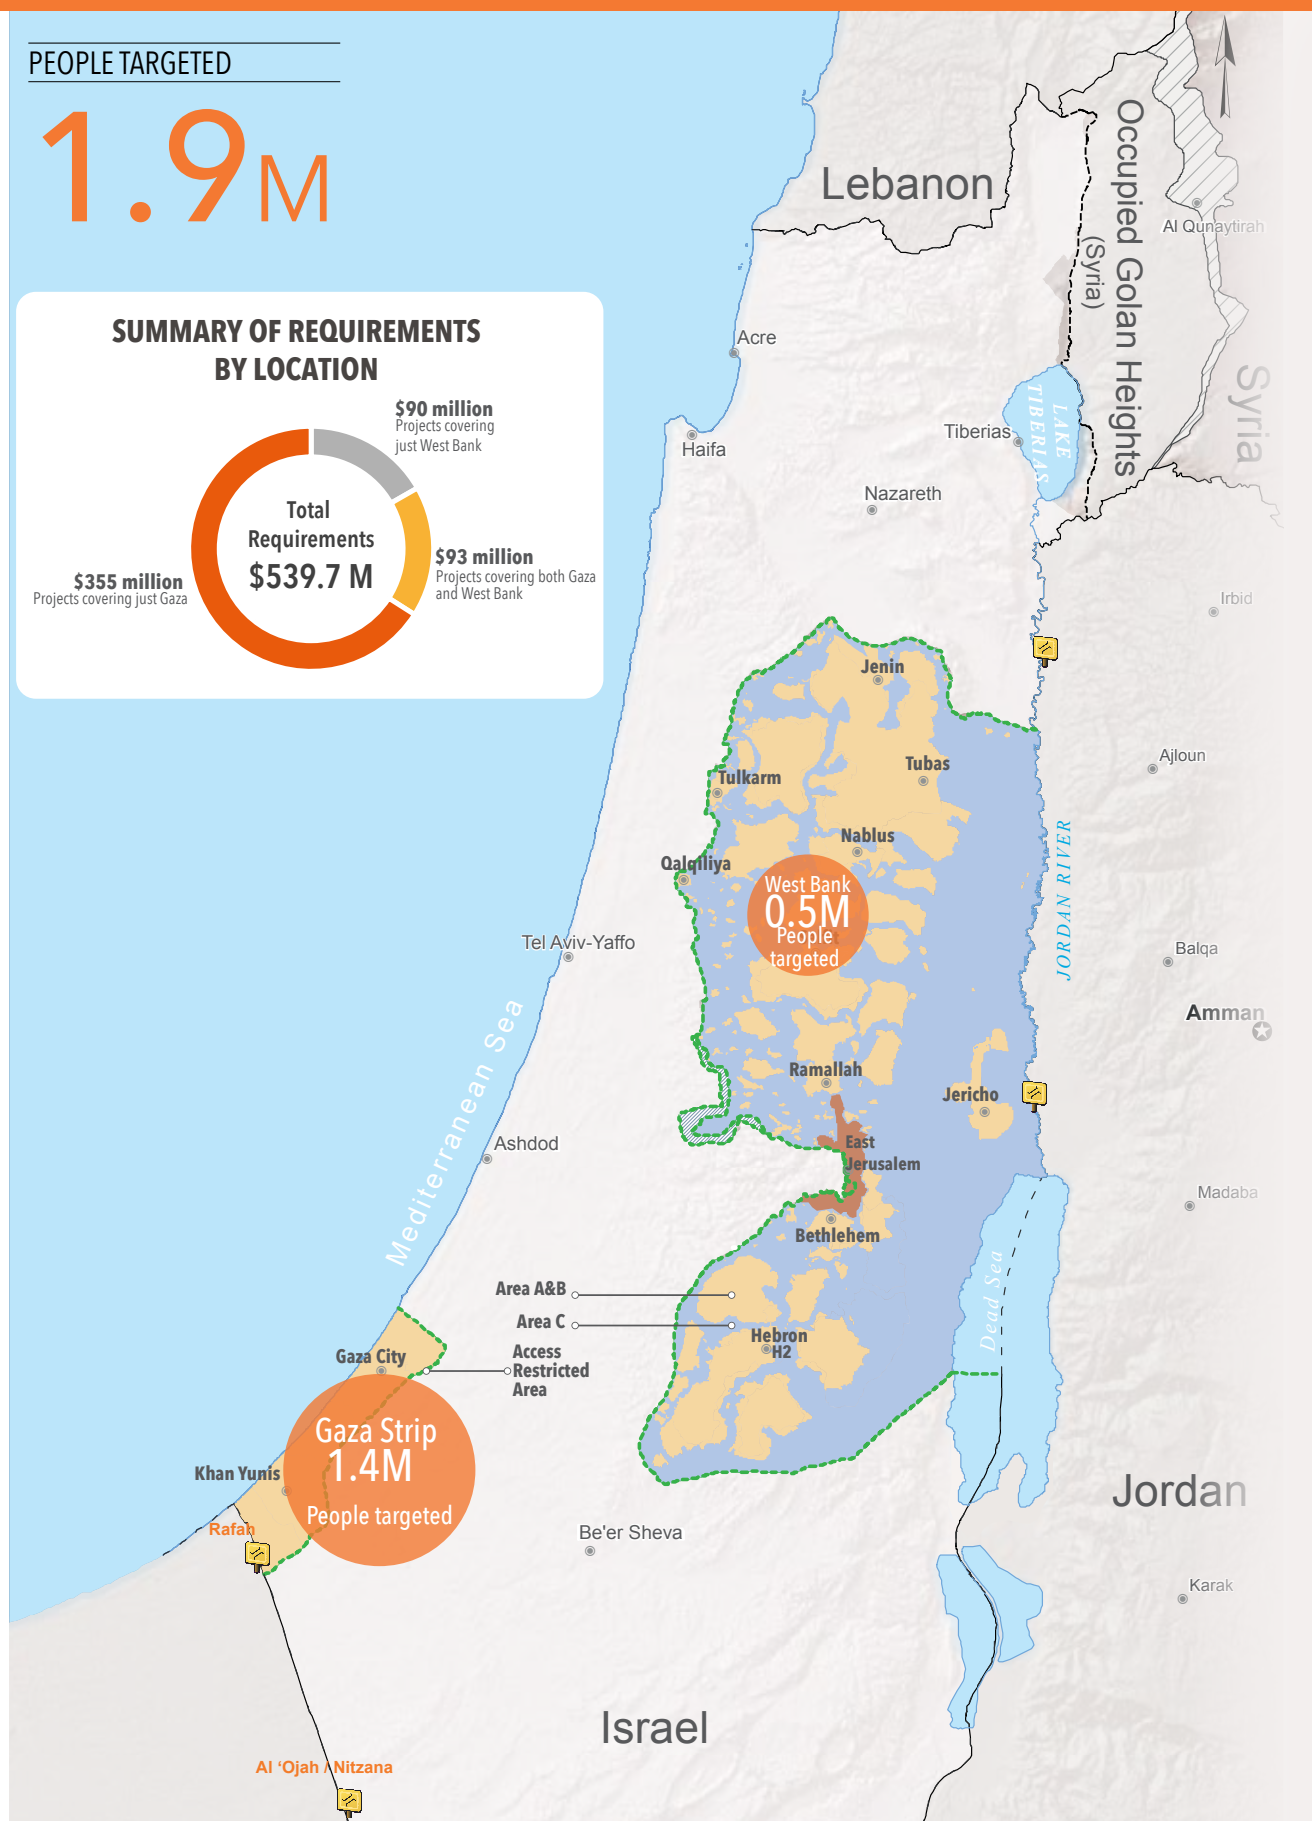 PEOPLE TARGETED
1.9M
SUMMARY OF REQUIREMENTS
BY LOCATION
$90 million
Projects covering
just West Bank
Total
Requirements
$539.7 M
$93 million
Projects covering both Gaza
and West Bank
$355 million
Projects covering just Gaza
Lebanon
Occupied Golan Heights
(Syria)
Al Qunaytirah
Syria
Acre
Haifa
Tiberias
LAKE
TIBERIAS
Nazareth
Irbid
Jenin
Tubas
Ajloun
Tulkarm
Nablus
Qalqiliya
West Bank
0.5M
People
targeted
JORDAN RIVER
Tel Aviv-Yaffo
Balqa
Amman
Mediterranean Sea
Ramallah
Jericho
Ashdod
East
Jerusalem
Madaba
Bethlehem
Dead Sea
Area A&B
Area C
Hebron
H2
Access
Restricted
Area
Gaza City
Gaza Strip
1.4M
People targeted
Khan Yunis
Rafah
Jordan
Be'er Sheva
Karak
Israel
Al ‘Ojah / Nitzana